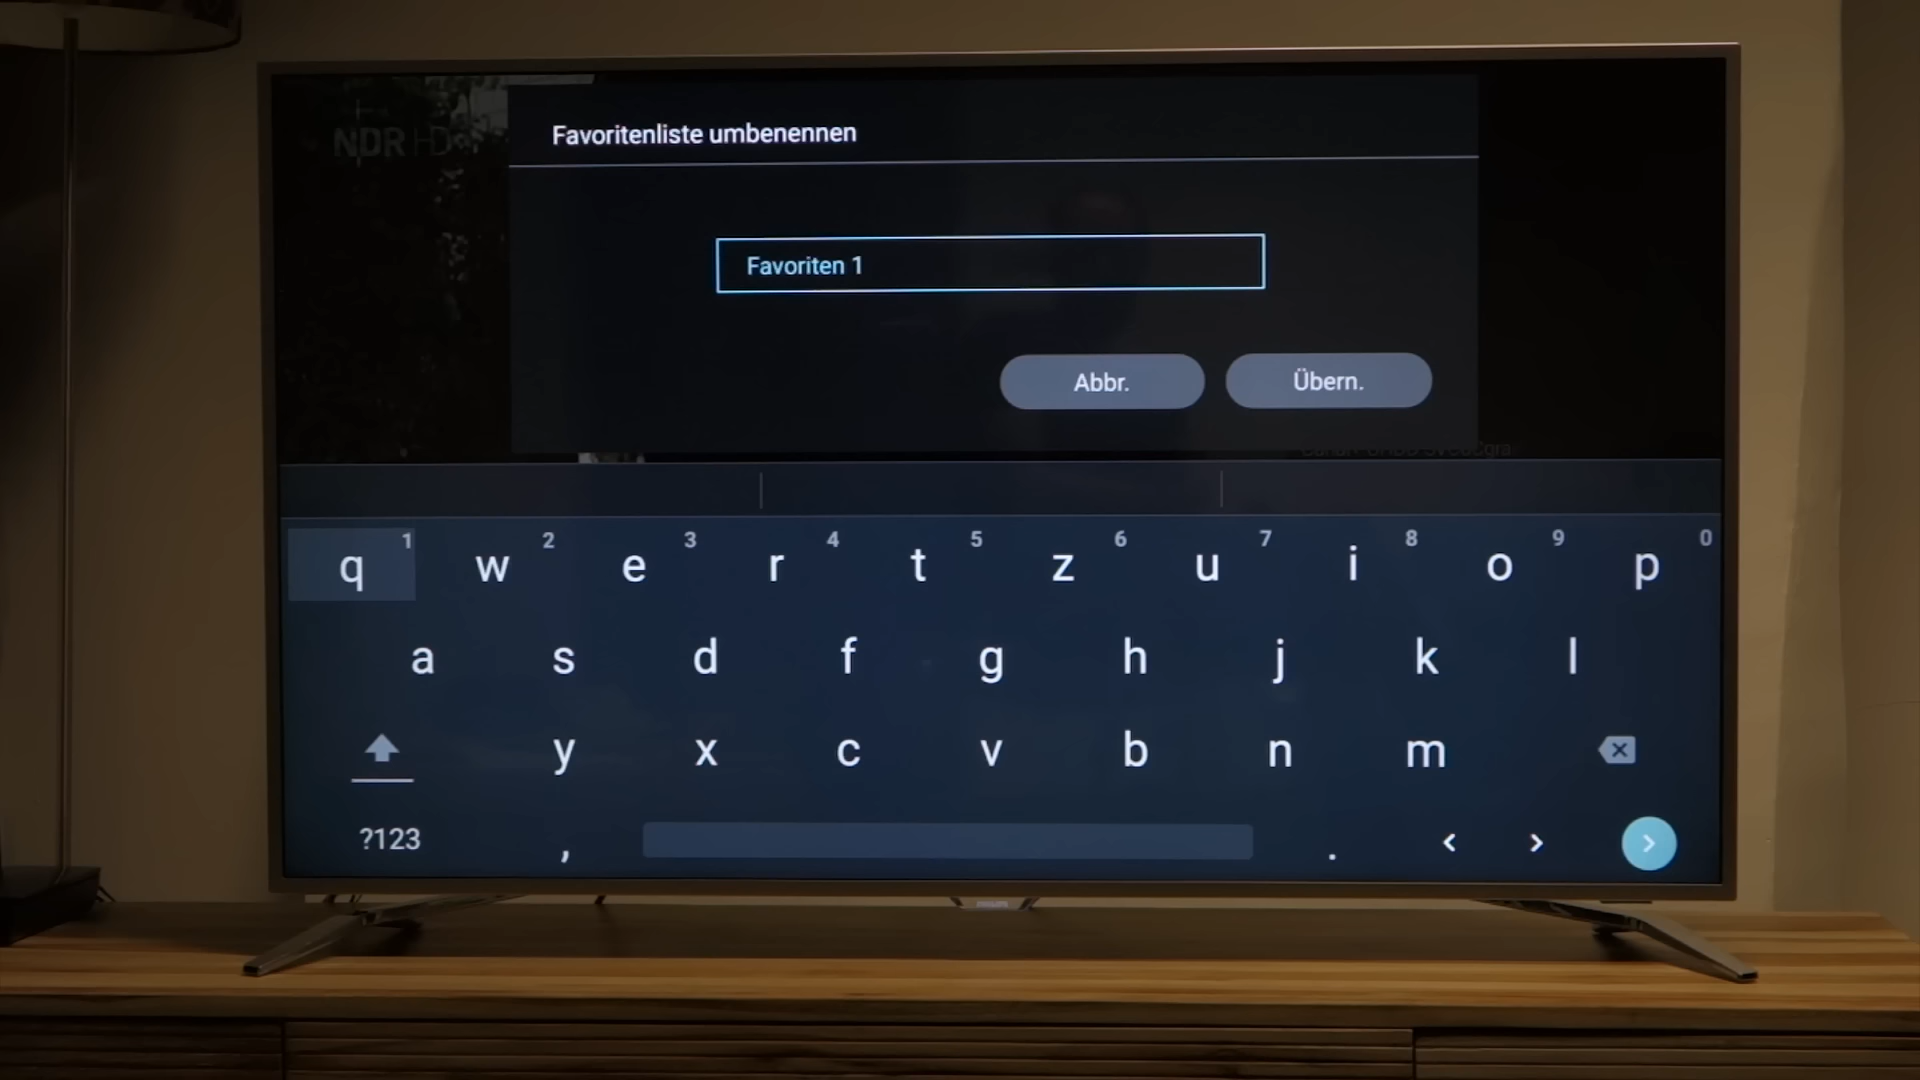 NDR HD
Favoritenliste umbenennen
Favoriten 1
Abbr.
Übern.
q 1 w 2 e 3 r 4 t 5 z 6 u 7 i 8 o 9 p 0
a s d f g h j k l
y x c v b n m
?123 , . < > >